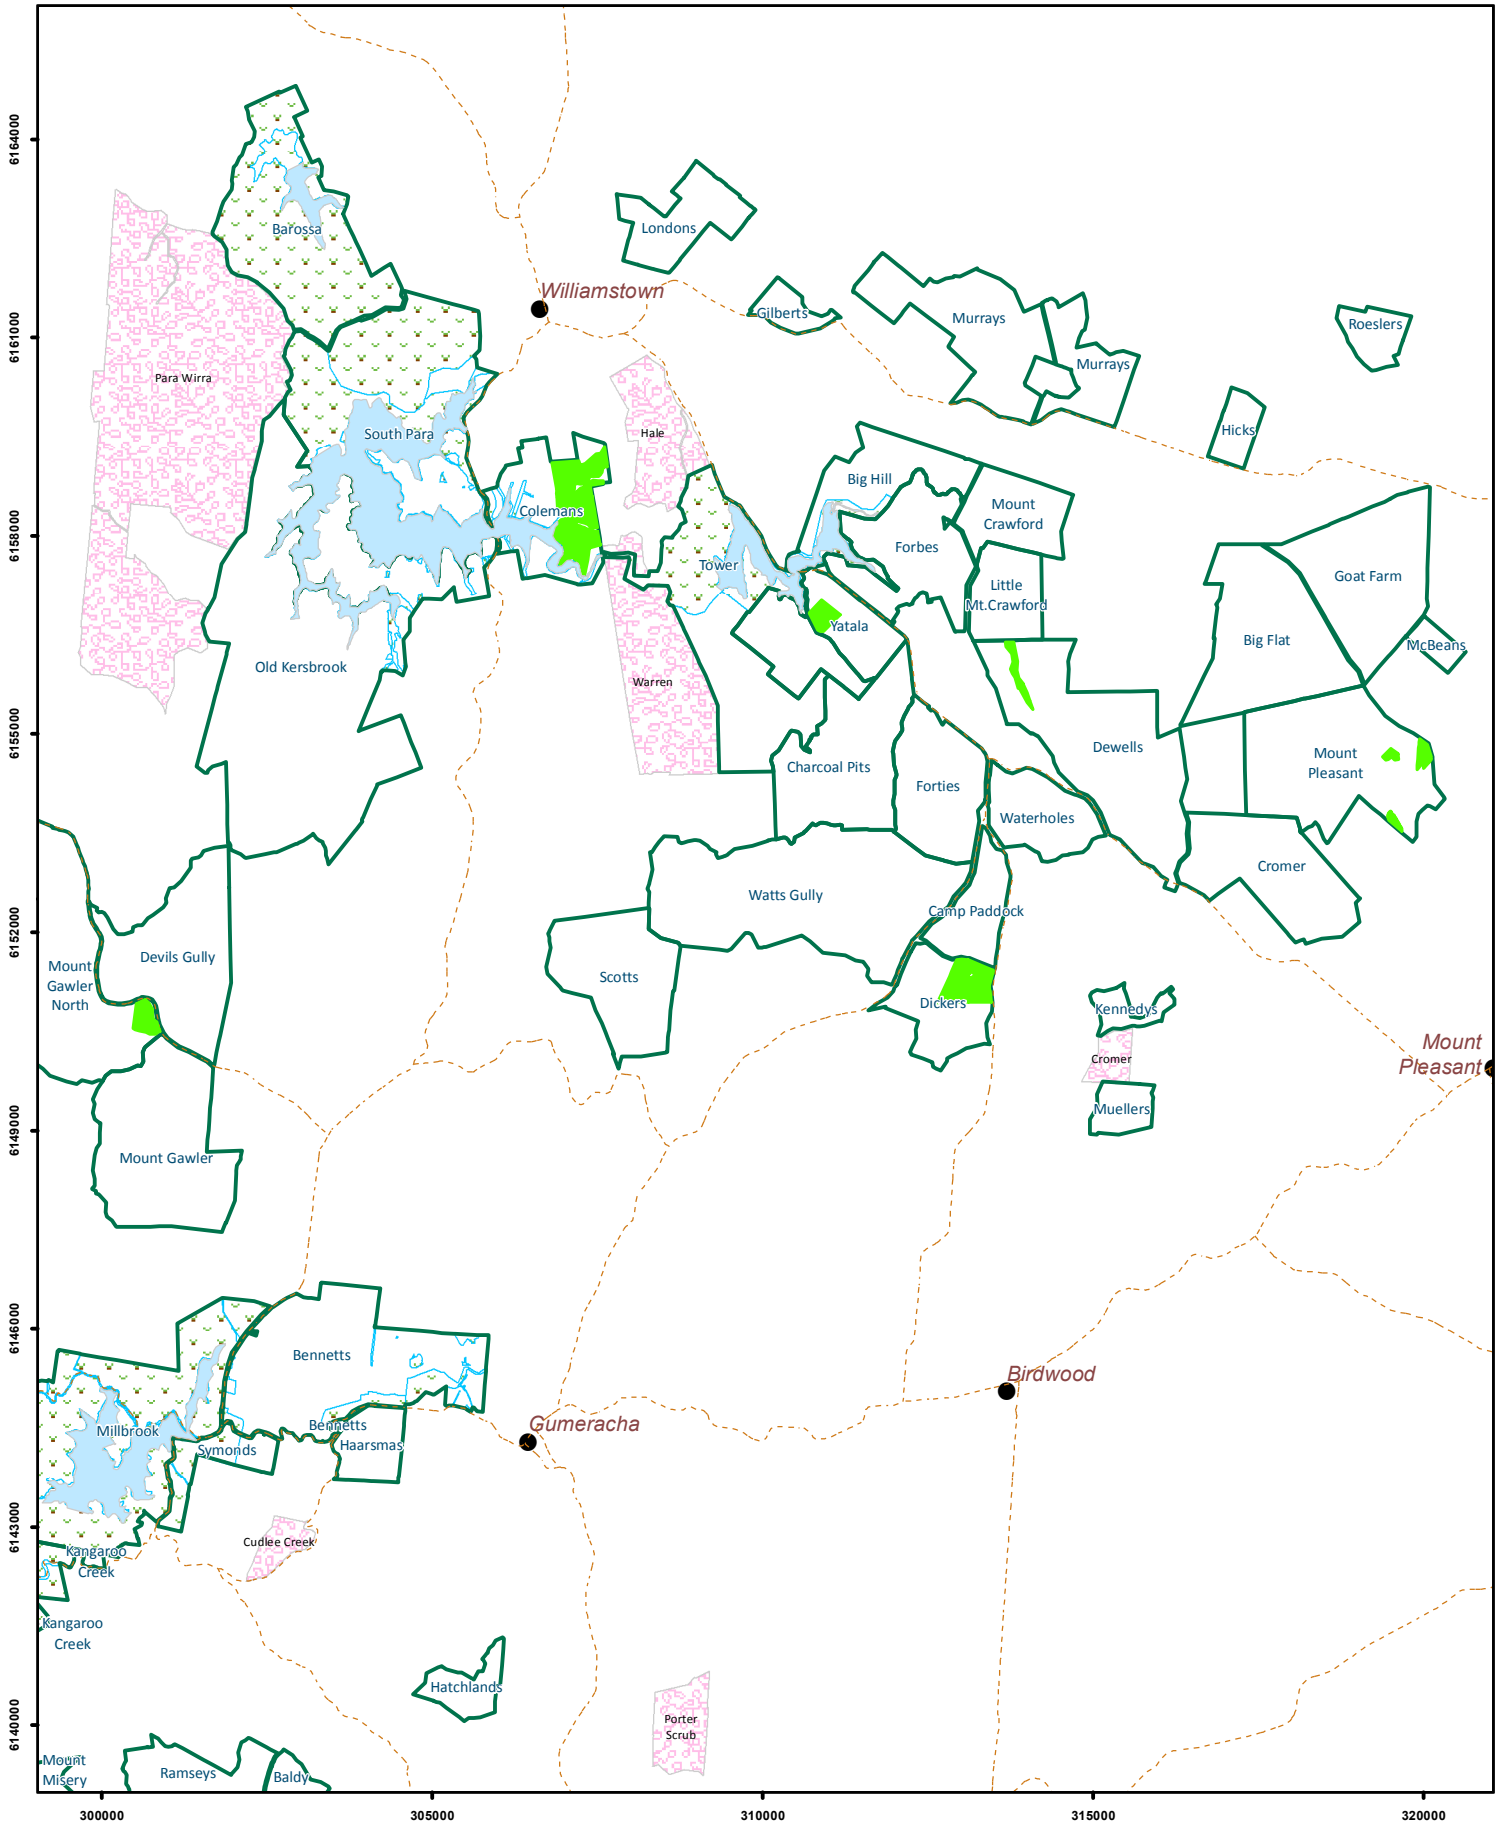 6164000
6161000
6158000
6155000
6152000
6149000
6146000
6143000
6140000
Barossa
Londons
Williamstown
Gilberts
Murrays
Murrays
Roeslers
Para Wirra
South Para
Hale
Hicks
Big Hill
Colemans
Mount
Crawford
Forbes
Tower
Goat Farm
Little
Mt.Crawford
Yatala
Big Flat
McBeans
Old Kersbrook
Warren
Dewells
Mount
Pleasant
Charcoal Pits
Forties
Waterholes
Cromer
Watts Gully
Camp Paddock
Devils Gully
Mount
Gawler
North
Scotts
Dickers
Kennedys
Cromer
Mount
Pleasant
Muellers
Mount Gawler
Bennetts
Birdwood
Bennetts
Gumeracha
Millbrook
Symonds
Haarsmas
Cudlee Creek
Kangaroo
Creek
Kangaroo
Creek
Hatchlands
Porter
Scrub
Mount
Misery
Ramseys
Baldy
300000
305000
310000
315000
320000